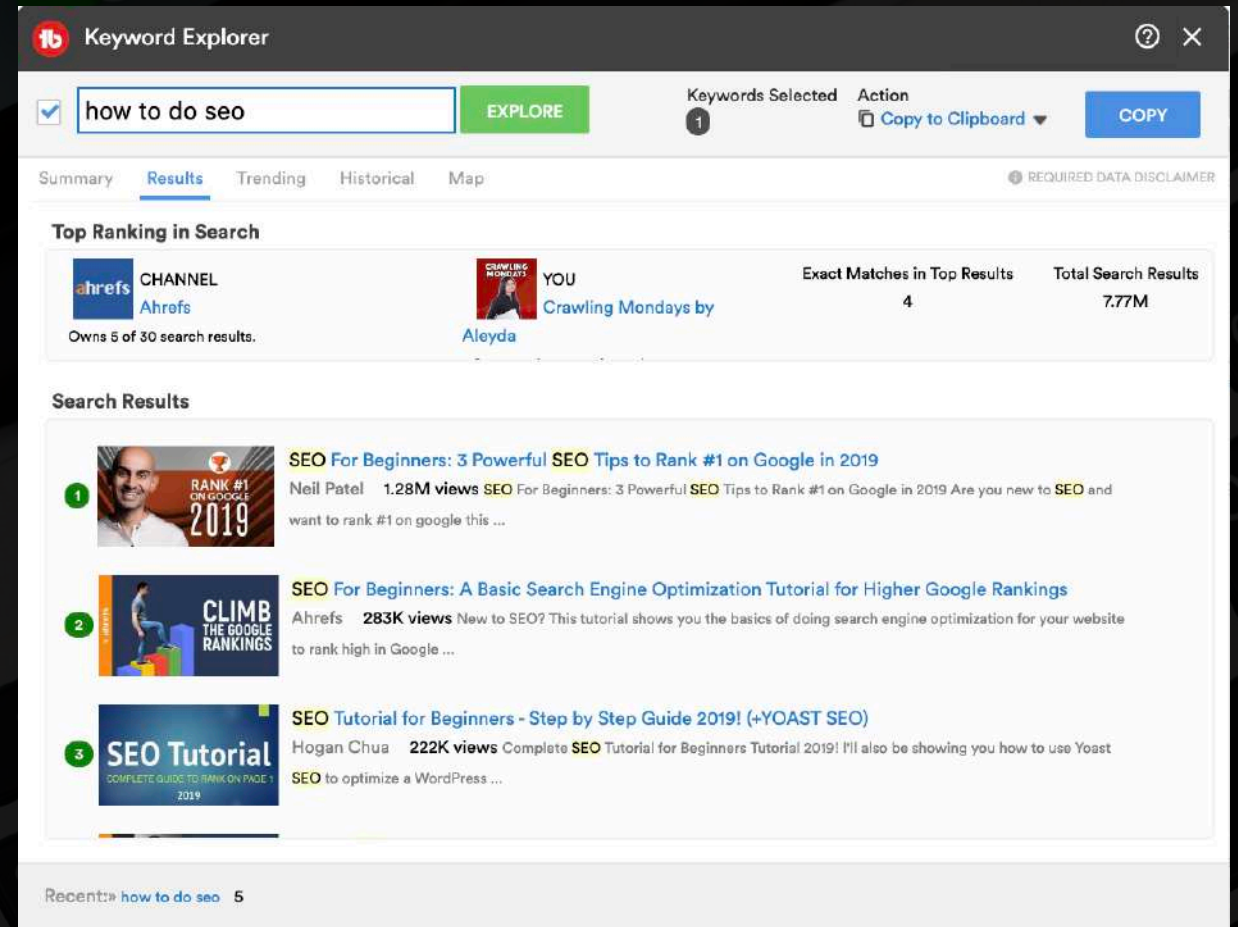 tb Keyword Explorer
how to do seo
EXPLORE
Keywords Selected
1
Action
Copy to Clipboard
COPY
Summary Results Trending Historical Map
REQUIRED DATA DISCLAIMER
Top Ranking in Search
ahrefs
CHANNEL
Ahrefs
Owns 5 of 30 search results.
CRAWLING
MONDAYS
YOU
Crawling Mondays by
Aleyda
Exact Matches in Top Results
4
Total Search Results
7.77M
Search Results
1
RANK #1
ON GOOGLE
2019
SEO For Beginners: 3 Powerful SEO Tips to Rank #1 on Google in 2019
Neil Patel 1.28M views SEO For Beginners: 3 Powerful SEO Tips to Rank #1 on Google in 2019 Are you new to SEO and
want to rank #1 on google this ...
2
ahrefs
CLIMB
THE GOOGLE
RANKINGS
SEO For Beginners: A Basic Search Engine Optimization Tutorial for Higher Google Rankings
Ahrefs 283K views New to SEO? This tutorial shows you the basics of doing search engine optimization for your website
to rank high in Google ...
3
SEO Tutorial
COMPLETE GUIDE TO RANK ON PAGE 1
2019
SEO Tutorial for Beginners - Step by Step Guide 2019! (+YOAST SEO)
Hogan Chua 222K views Complete SEO Tutorial for Beginners Tutorial 2019! I'll also be showing you how to use Yoast
SEO to optimize a WordPress ...
Recent:» how to do seo 5